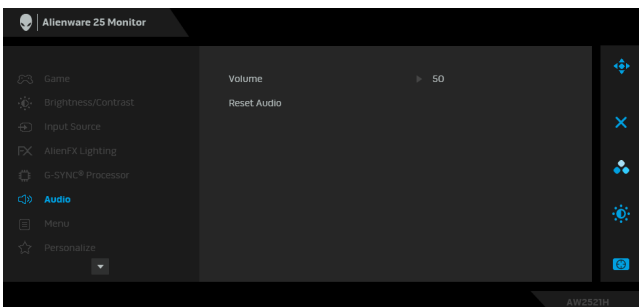 Alienware 25 Monitor
Game
Volume 50
Brightness/Contrast
Reset Audio
Input Source
FX AlienFX Lighting
G-SYNC® Processor
Audio
Menu
Personalize
AW2521H